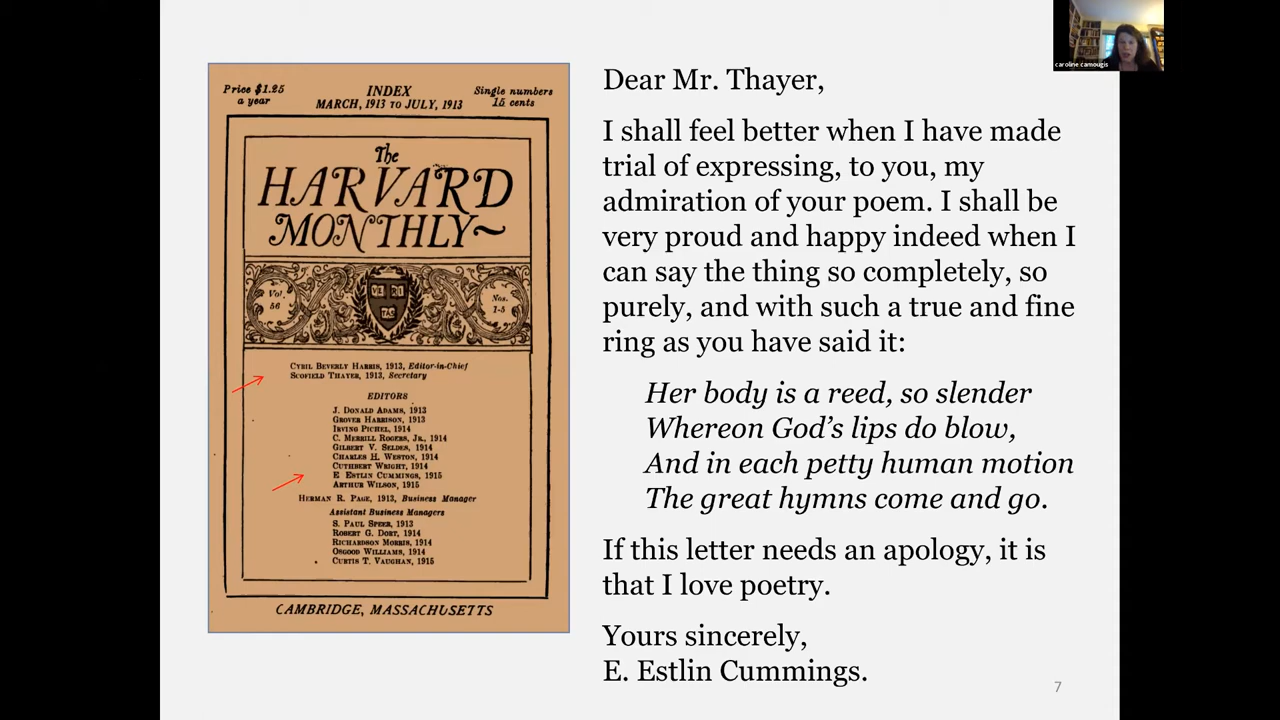 caroline camougis
Price $1.25
a year
INDEX
MARCH, 1913 TO JULY, 1913
Single numbers
15 cents
The
HARVARD
MONTHLY~
Vol.
56
VE RI
TAS
Nos.
1-5
CYRIL BEVERLY HARRIS, 1913, Editor-in-Chief
SCOFIELD THAYER, 1913, Secretary
EDITORS
J. DONALD ADAMS, 1913
GROVER HARRISON, 1913
IRVING PICHEL, 1914
C. MERRILL ROGERS, JR., 1914
GILBERT V. SELDES, 1914
CHARLES H. WESTON, 1914
CUTHBERT WRIGHT, 1914
E ESTLIN CUMMINGS, 1915
ARTHUR WILSON, 1915
HERMAN R. PAGE, 1913, Business Manager
Assistant Business Managers
S. PAUL SPEER, 1913
ROBERT G. DORT, 1914
RICHARDSON MORRIS, 1914
OSGOOD WILLIAMS, 1914
CURTIS T. VAUGHAN, 1915
CAMBRIDGE, MASSACHUSETTS
Dear Mr. Thayer,
I shall feel better when I have made
trial of expressing, to you, my
admiration of your poem. I shall be
very proud and happy indeed when I
can say the thing so completely, so
purely, and with such a true and fine
ring as you have said it:
Her body is a reed, so slender
Whereon God’s lips do blow,
And in each petty human motion
The great hymns come and go.
If this letter needs an apology, it is
that I love poetry.
Yours sincerely,
E. Estlin Cummings.
7